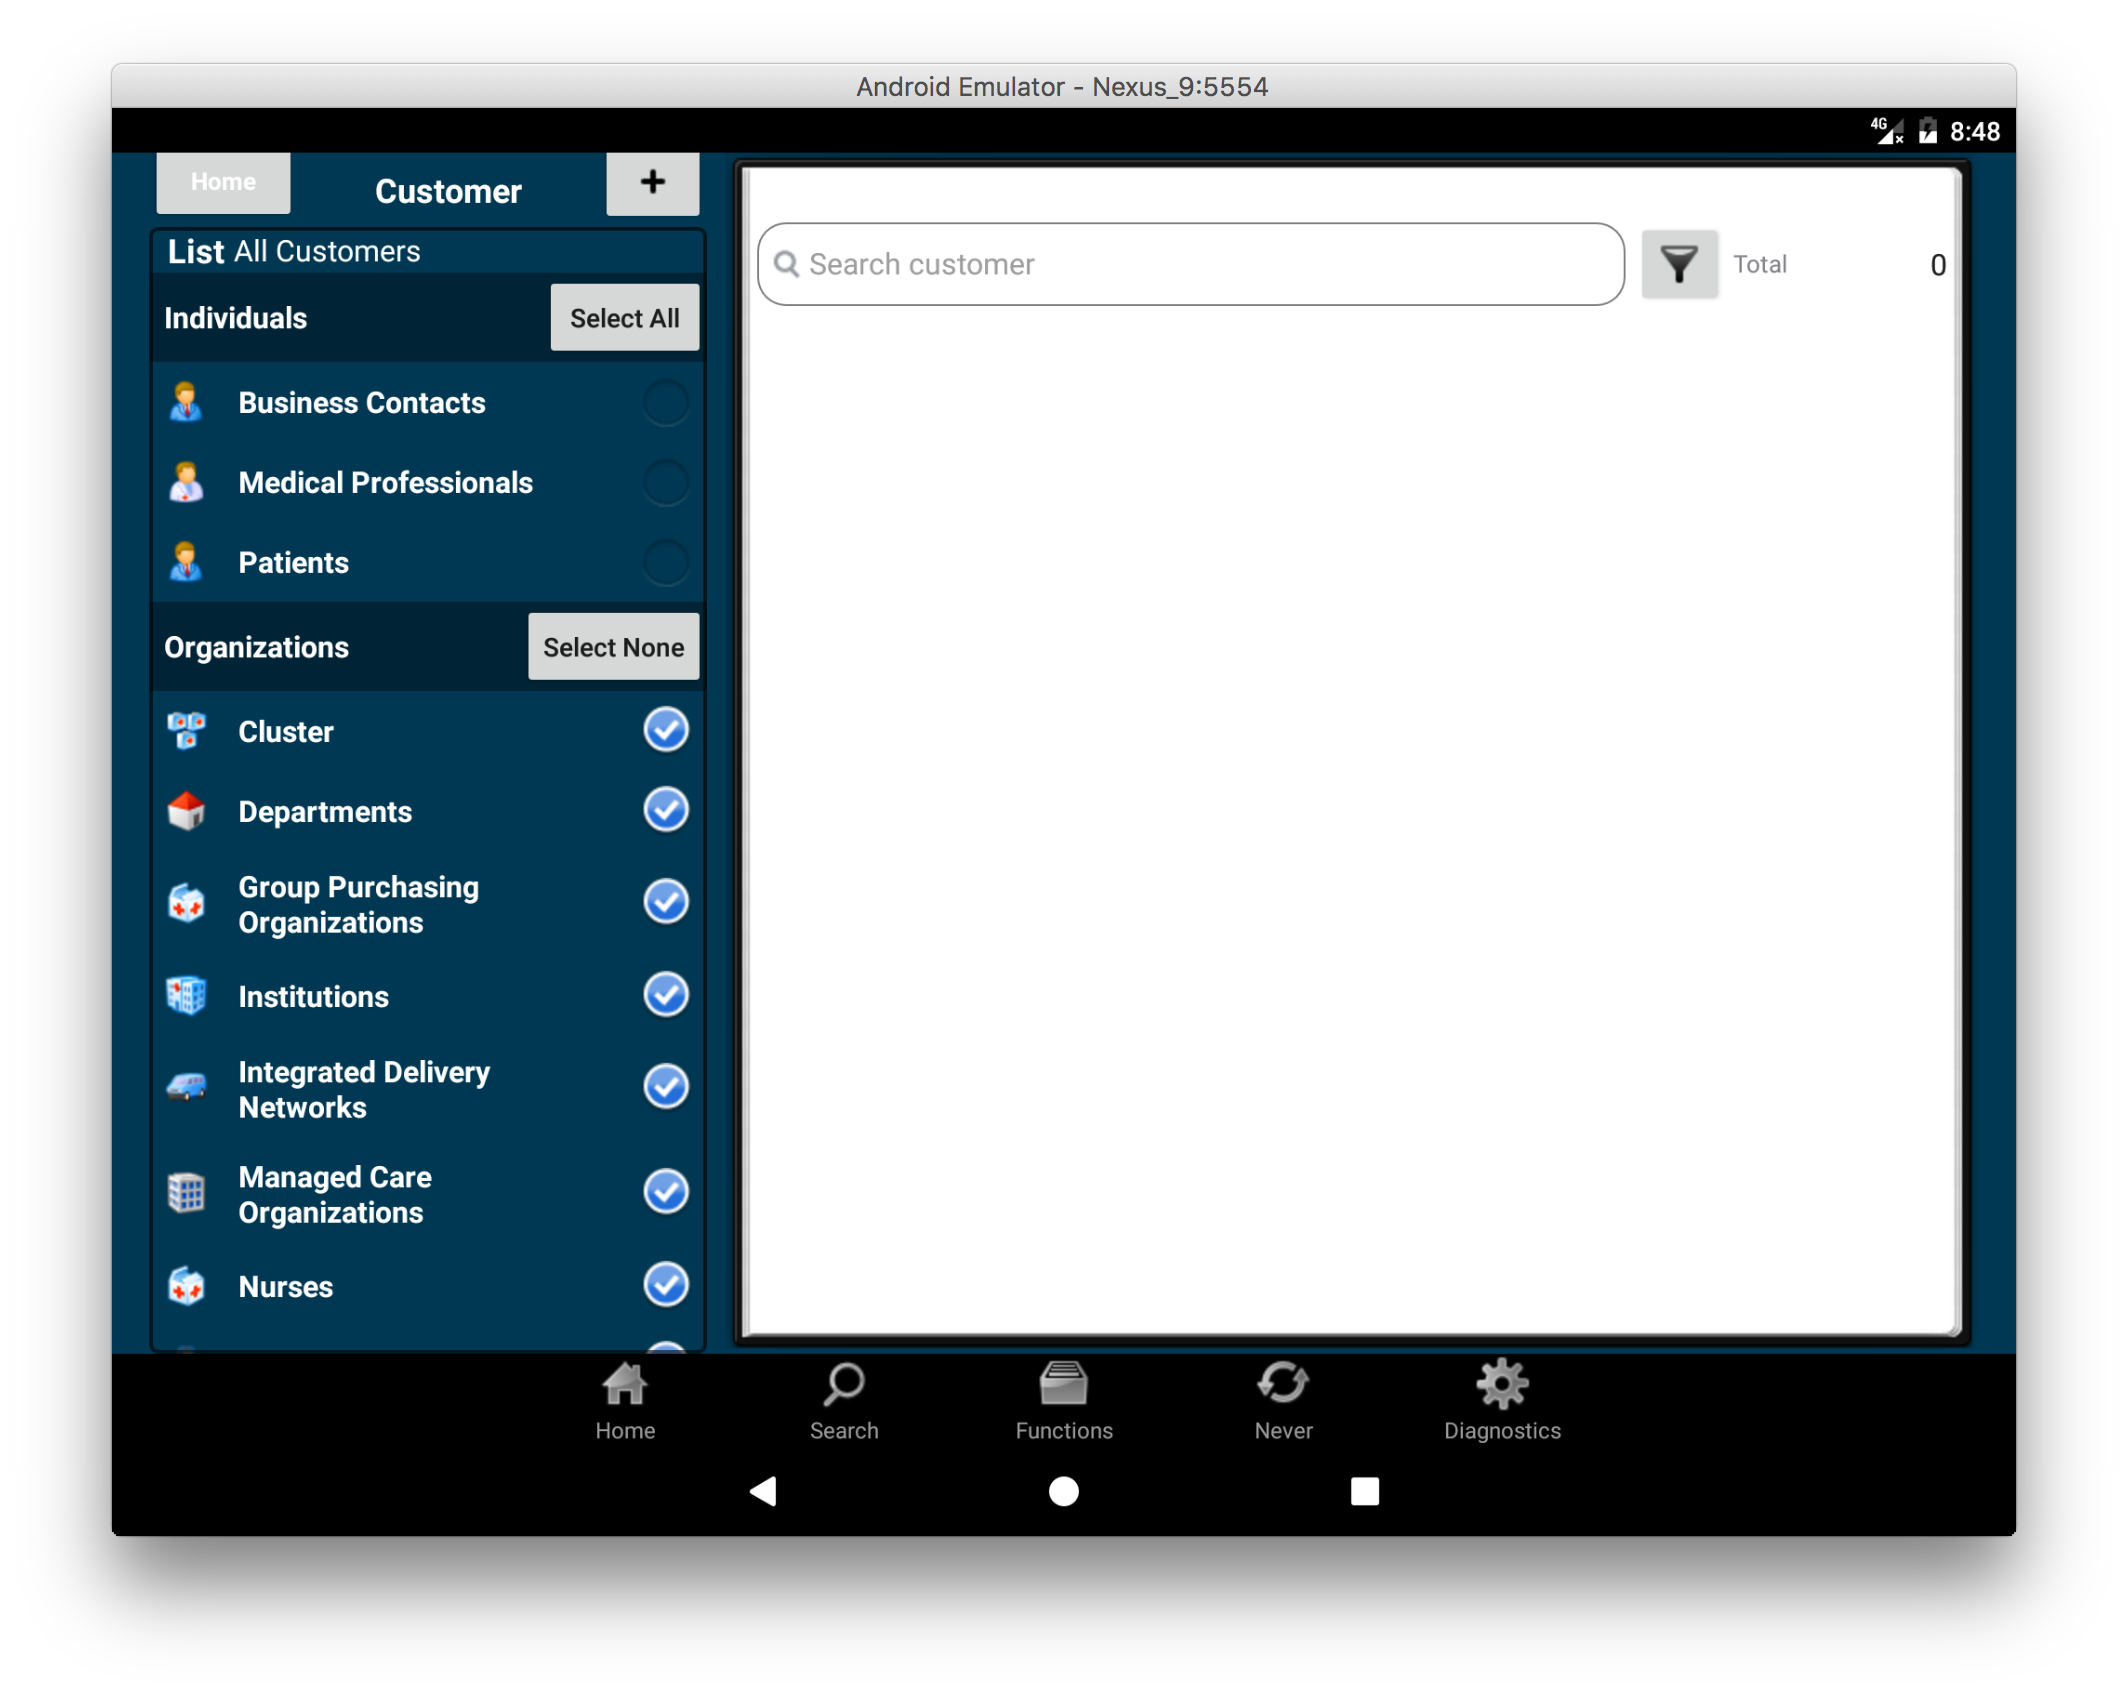 Android Emulator - Nexus_9:5554
4G 8:48
Home Customer +
List All Customers
Individuals Select All
Business Contacts
Medical Professionals
Patients
Organizations Select None
Cluster
Departments
Group Purchasing
Organizations
Institutions
Integrated Delivery
Networks
Managed Care
Organizations
Nurses
Search customer Total 0
Home Search Functions Never Diagnostics